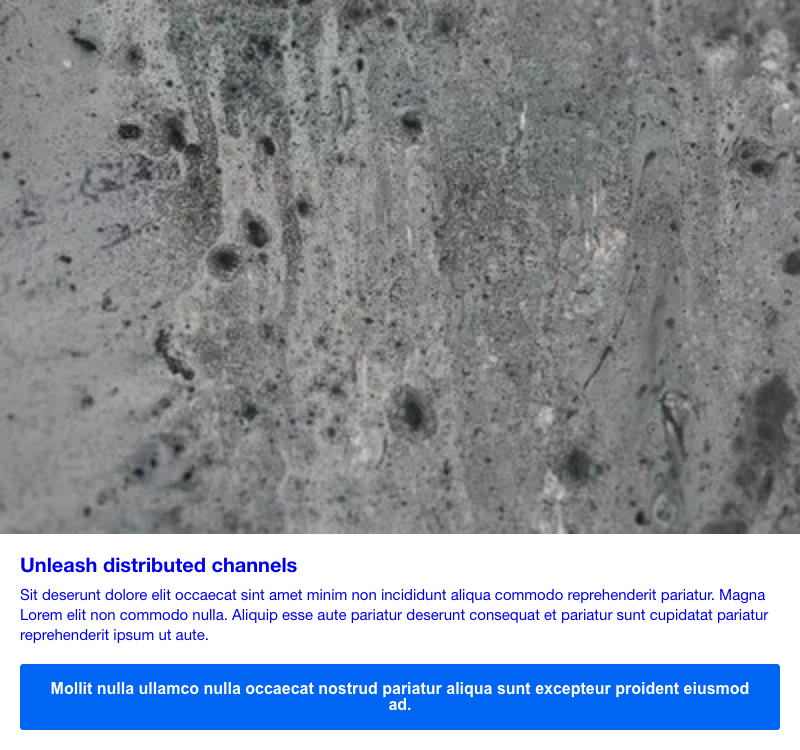 Unleash distributed channels
Sit deserunt dolore elit occaecat sint amet minim non incididunt aliqua commodo reprehenderit pariatur. Magna
Lorem elit non commodo nulla. Aliquip esse aute pariatur deserunt consequat et pariatur sunt cupidatat pariatur
reprehenderit ipsum ut aute.
Mollit nulla ullamco nulla occaecat nostrud pariatur aliqua sunt excepteur proident eiusmod
ad.